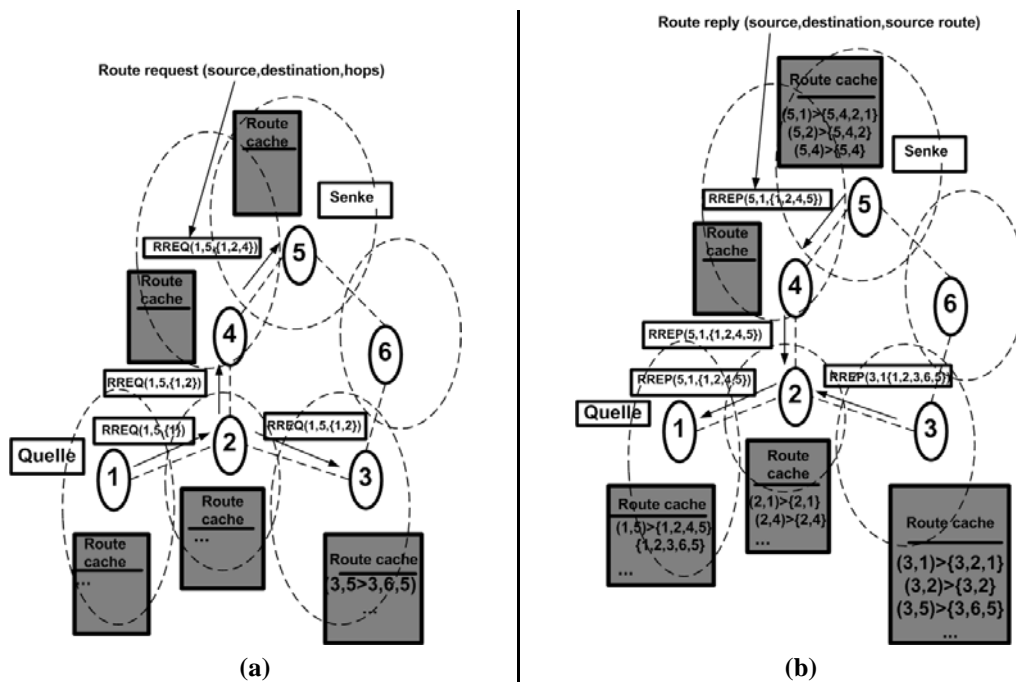 Route request (source,destination,hops)
Route
cache
Senke
RREQ(1,5,{1,2,4})
5
Route
cache
4
6
RREQ(1,5,{1,2})
RREQ(1,5,{1})
RREQ(1,5,{1,2})
Quelle
1
2
3
Route
cache
...
Route
cache
...
Route cache
(3,5>3,6,5)
...
(a)
Route reply (source,destination,source route)
Route cache
(5,1)>{5,4,2,1}
(5,2)>{5,4,2}
(5,4)>{5,4}
Senke
RREP(5,1,{1,2,4,5})
5
Route
cache
4
6
RREP(5,1,{1,2,4,5})
RREP(5,1,{1,2,4,5})
RREP(3,1{1,2,3,6,5})
Quelle
1
2
3
Route cache
(1,5)>{1,2,4,5}
{1,2,3,6,5}
...
Route cache
(2,1)>{2,1}
(2,4)>{2,4}
...
Route cache
(3,1)>{3,2,1}
(3,2)>{3,2}
(3,5)>{3,6,5}
...
(b)